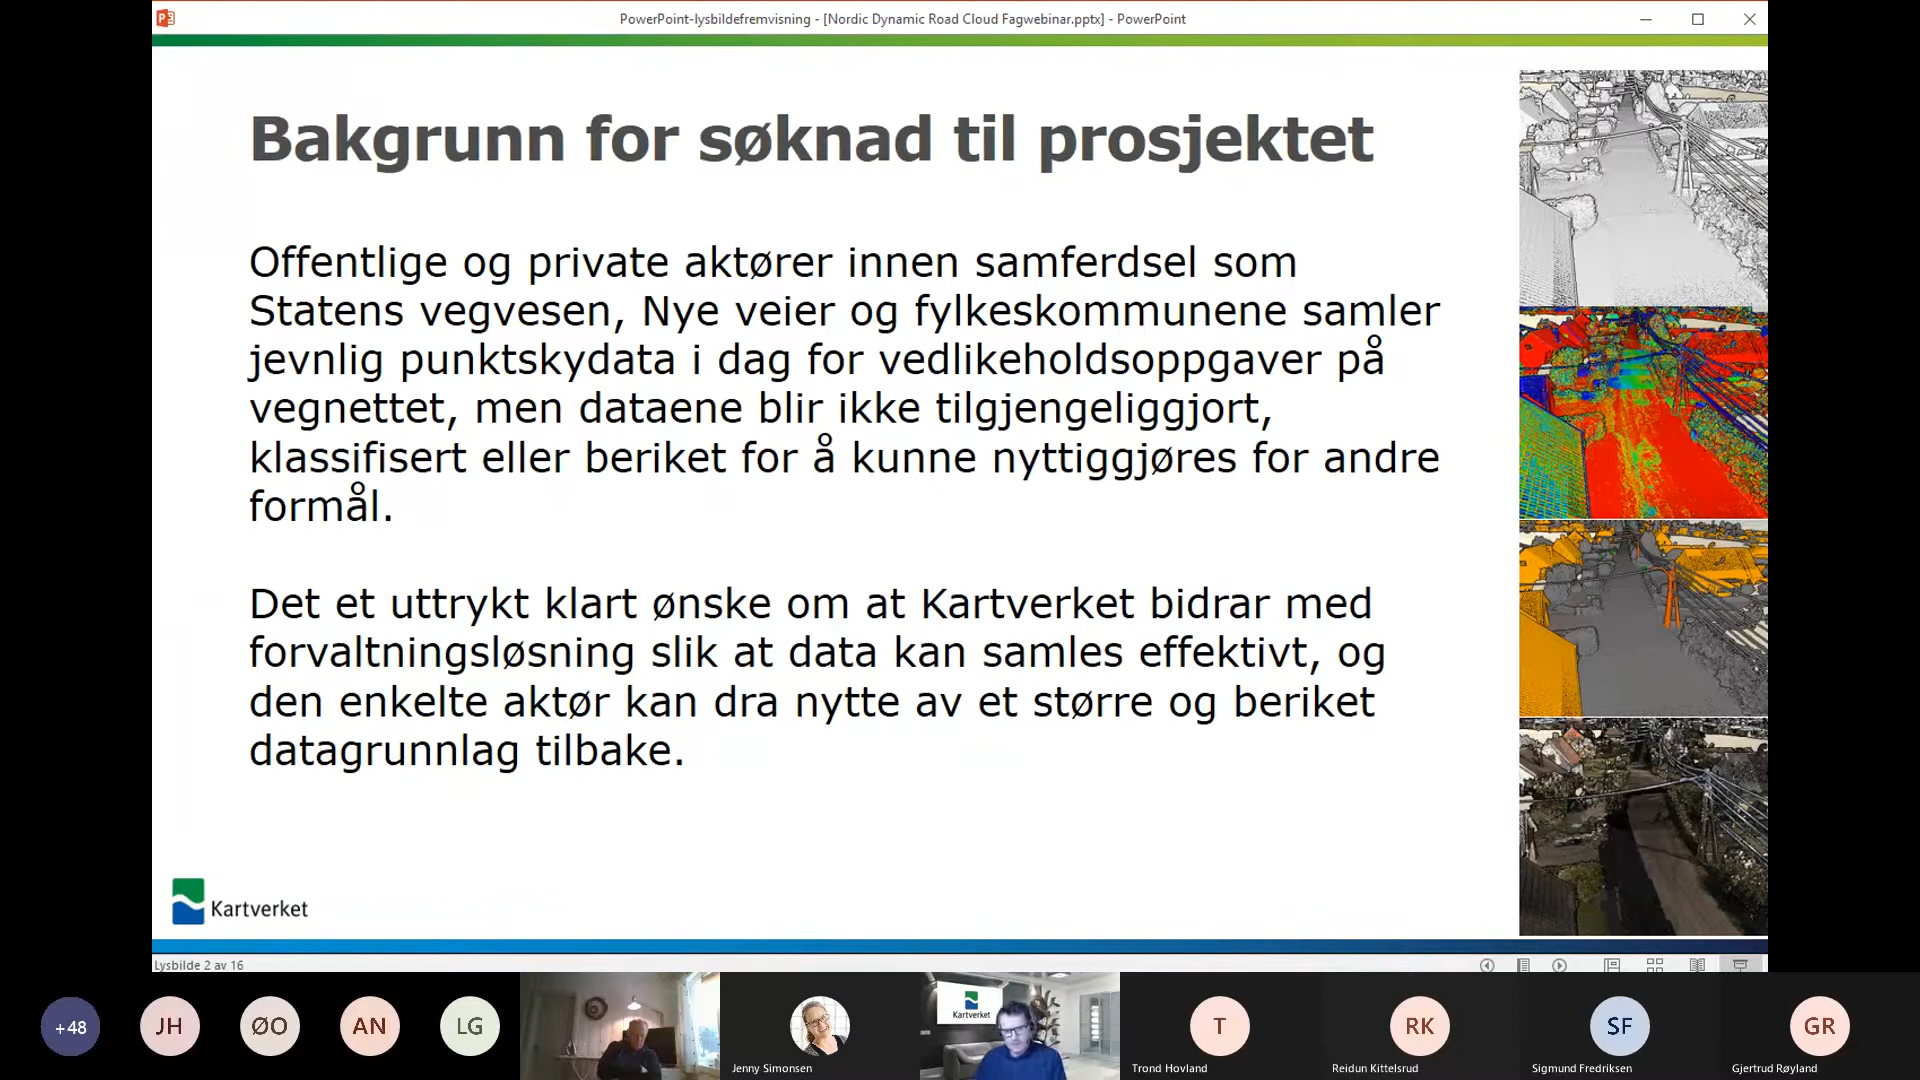 PowerPoint-lysbildefremvisning - [Nordic Dynamic Road Cloud Fagwebinar.pptx] - PowerPoint
Bakgrunn for søknad til prosjektet
Offentlige og private aktører innen samferdsel som
Statens vegvesen, Nye veier og fylkeskommunene samler
jevnlig punktskydata i dag for vedlikeholdsoppgaver på
vegnettet, men dataene blir ikke tilgjengeliggjort,
klassifisert eller beriket for å kunne nyttiggjøres for andre
formål.
Det et uttrykt klart ønske om at Kartverket bidrar med
forvaltningsløsning slik at data kan samles effektivt, og
den enkelte aktør kan dra nytte av et større og beriket
datagrunnlag tilbake.
Kartverket
Lysbilde 2 av 16
+48
JH
ØO
AN
LG
Jenny Simonsen
Kartverket
T
Trond Hovland
RK
Reidun Kittelsrud
SF
Sigmund Fredriksen
GR
Gjertrud Røyland